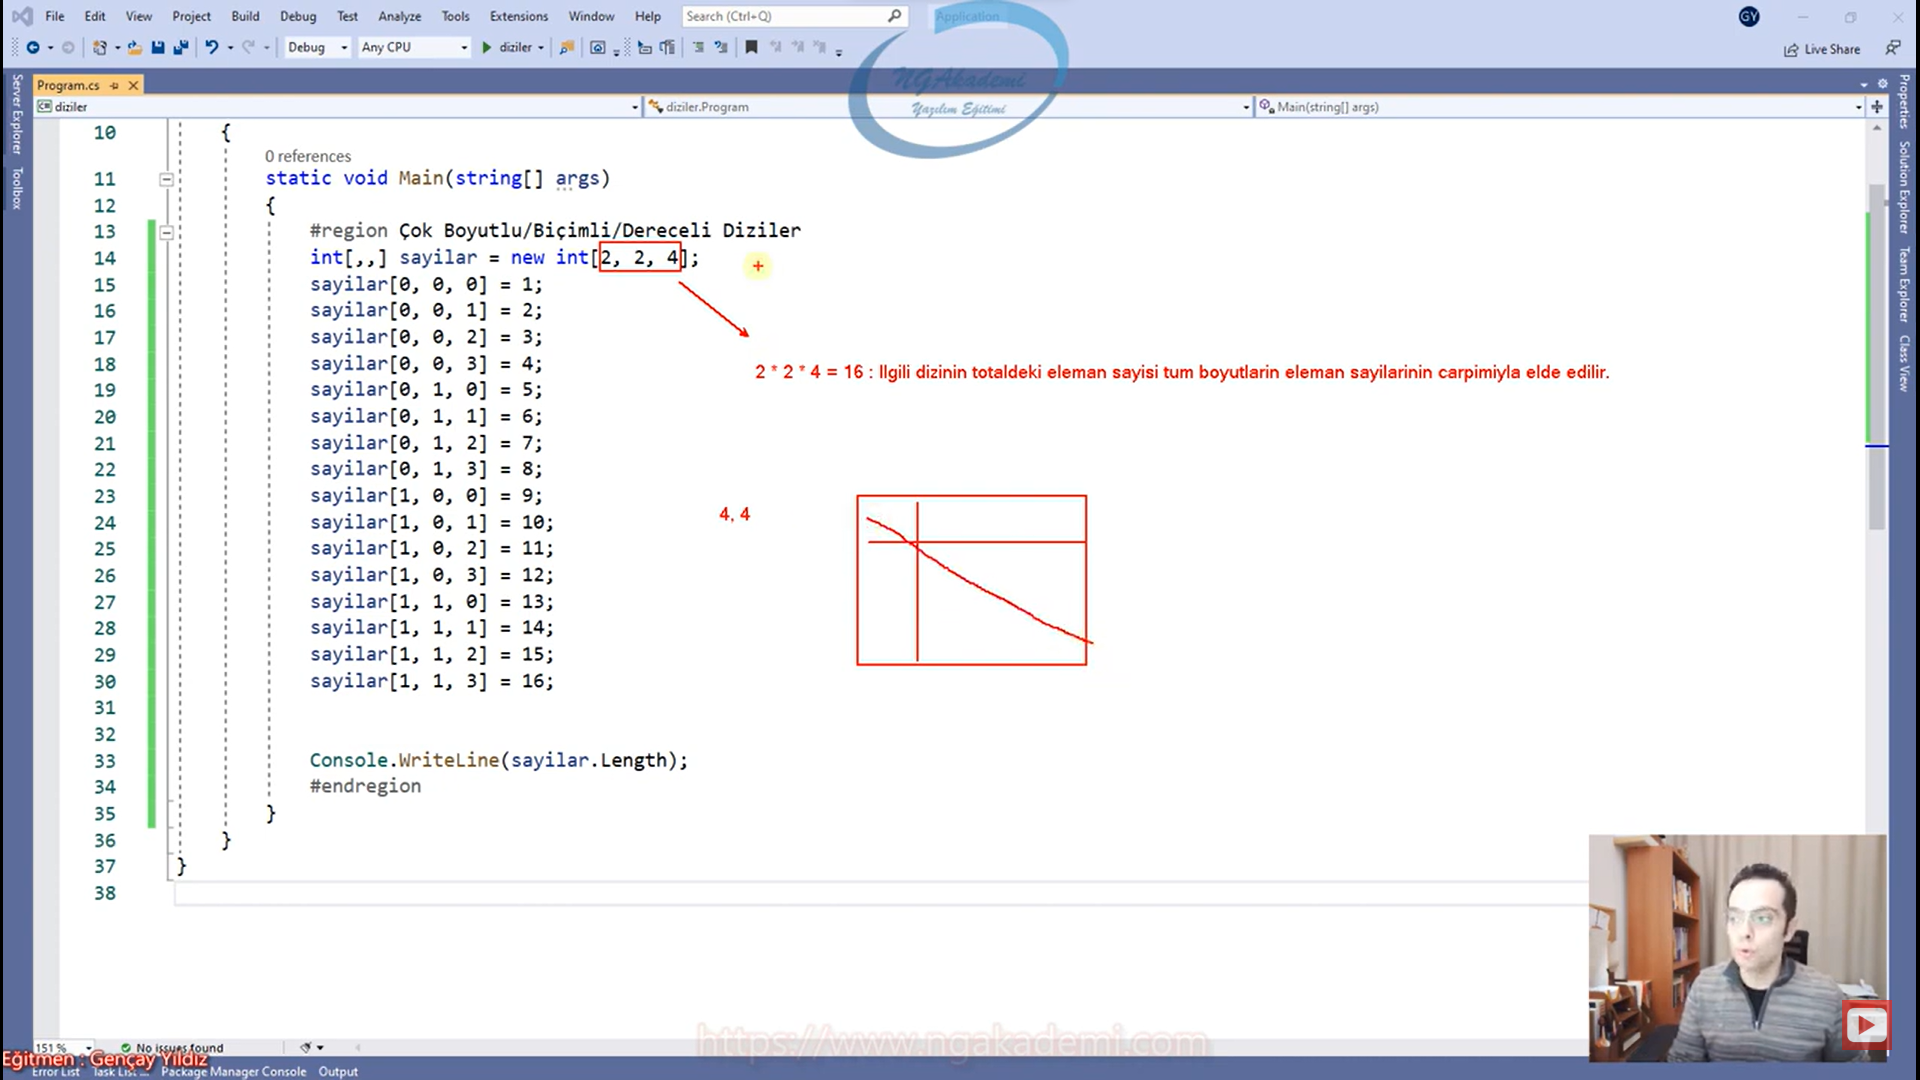 File Edit View Project Build Debug Test Analyze Tools Extensions Window Help Search (Ctrl+Q) Application GY
Debug Any CPU diziler Live Share
NGAkademi
Yazılım Eğitimi
Program.cs
diziler diziler.Program Main(string[] args)
Server Explorer
Toolbox
Properties
Solution Explorer
Team Explorer
Class View
10 {
0 references
11 static void Main(string[] args)
12 {
13 #region Çok Boyutlu/Biçimli/Dereceli Diziler
14 int[,,] sayilar = new int[2, 2, 4];
15 sayilar[0, 0, 0] = 1;
16 sayilar[0, 0, 1] = 2;
17 sayilar[0, 0, 2] = 3;
18 sayilar[0, 0, 3] = 4;
2 * 2 * 4 = 16 : Ilgili dizinin totaldeki eleman sayisi tum boyutlarin eleman sayilarinin carpimiyla elde edilir.
19 sayilar[0, 1, 0] = 5;
20 sayilar[0, 1, 1] = 6;
21 sayilar[0, 1, 2] = 7;
22 sayilar[0, 1, 3] = 8;
23 sayilar[1, 0, 0] = 9;
4, 4
24 sayilar[1, 0, 1] = 10;
25 sayilar[1, 0, 2] = 11;
26 sayilar[1, 0, 3] = 12;
27 sayilar[1, 1, 0] = 13;
28 sayilar[1, 1, 1] = 14;
29 sayilar[1, 1, 2] = 15;
30 sayilar[1, 1, 3] = 16;
31
32
33 Console.WriteLine(sayilar.Length);
34 #endregion
35 }
36 }
37 }
38
https://www.ngakademi.com
151 % No issues found
Eğitmen : Gençay Yıldız
Error List Task List ... Package Manager Console Output